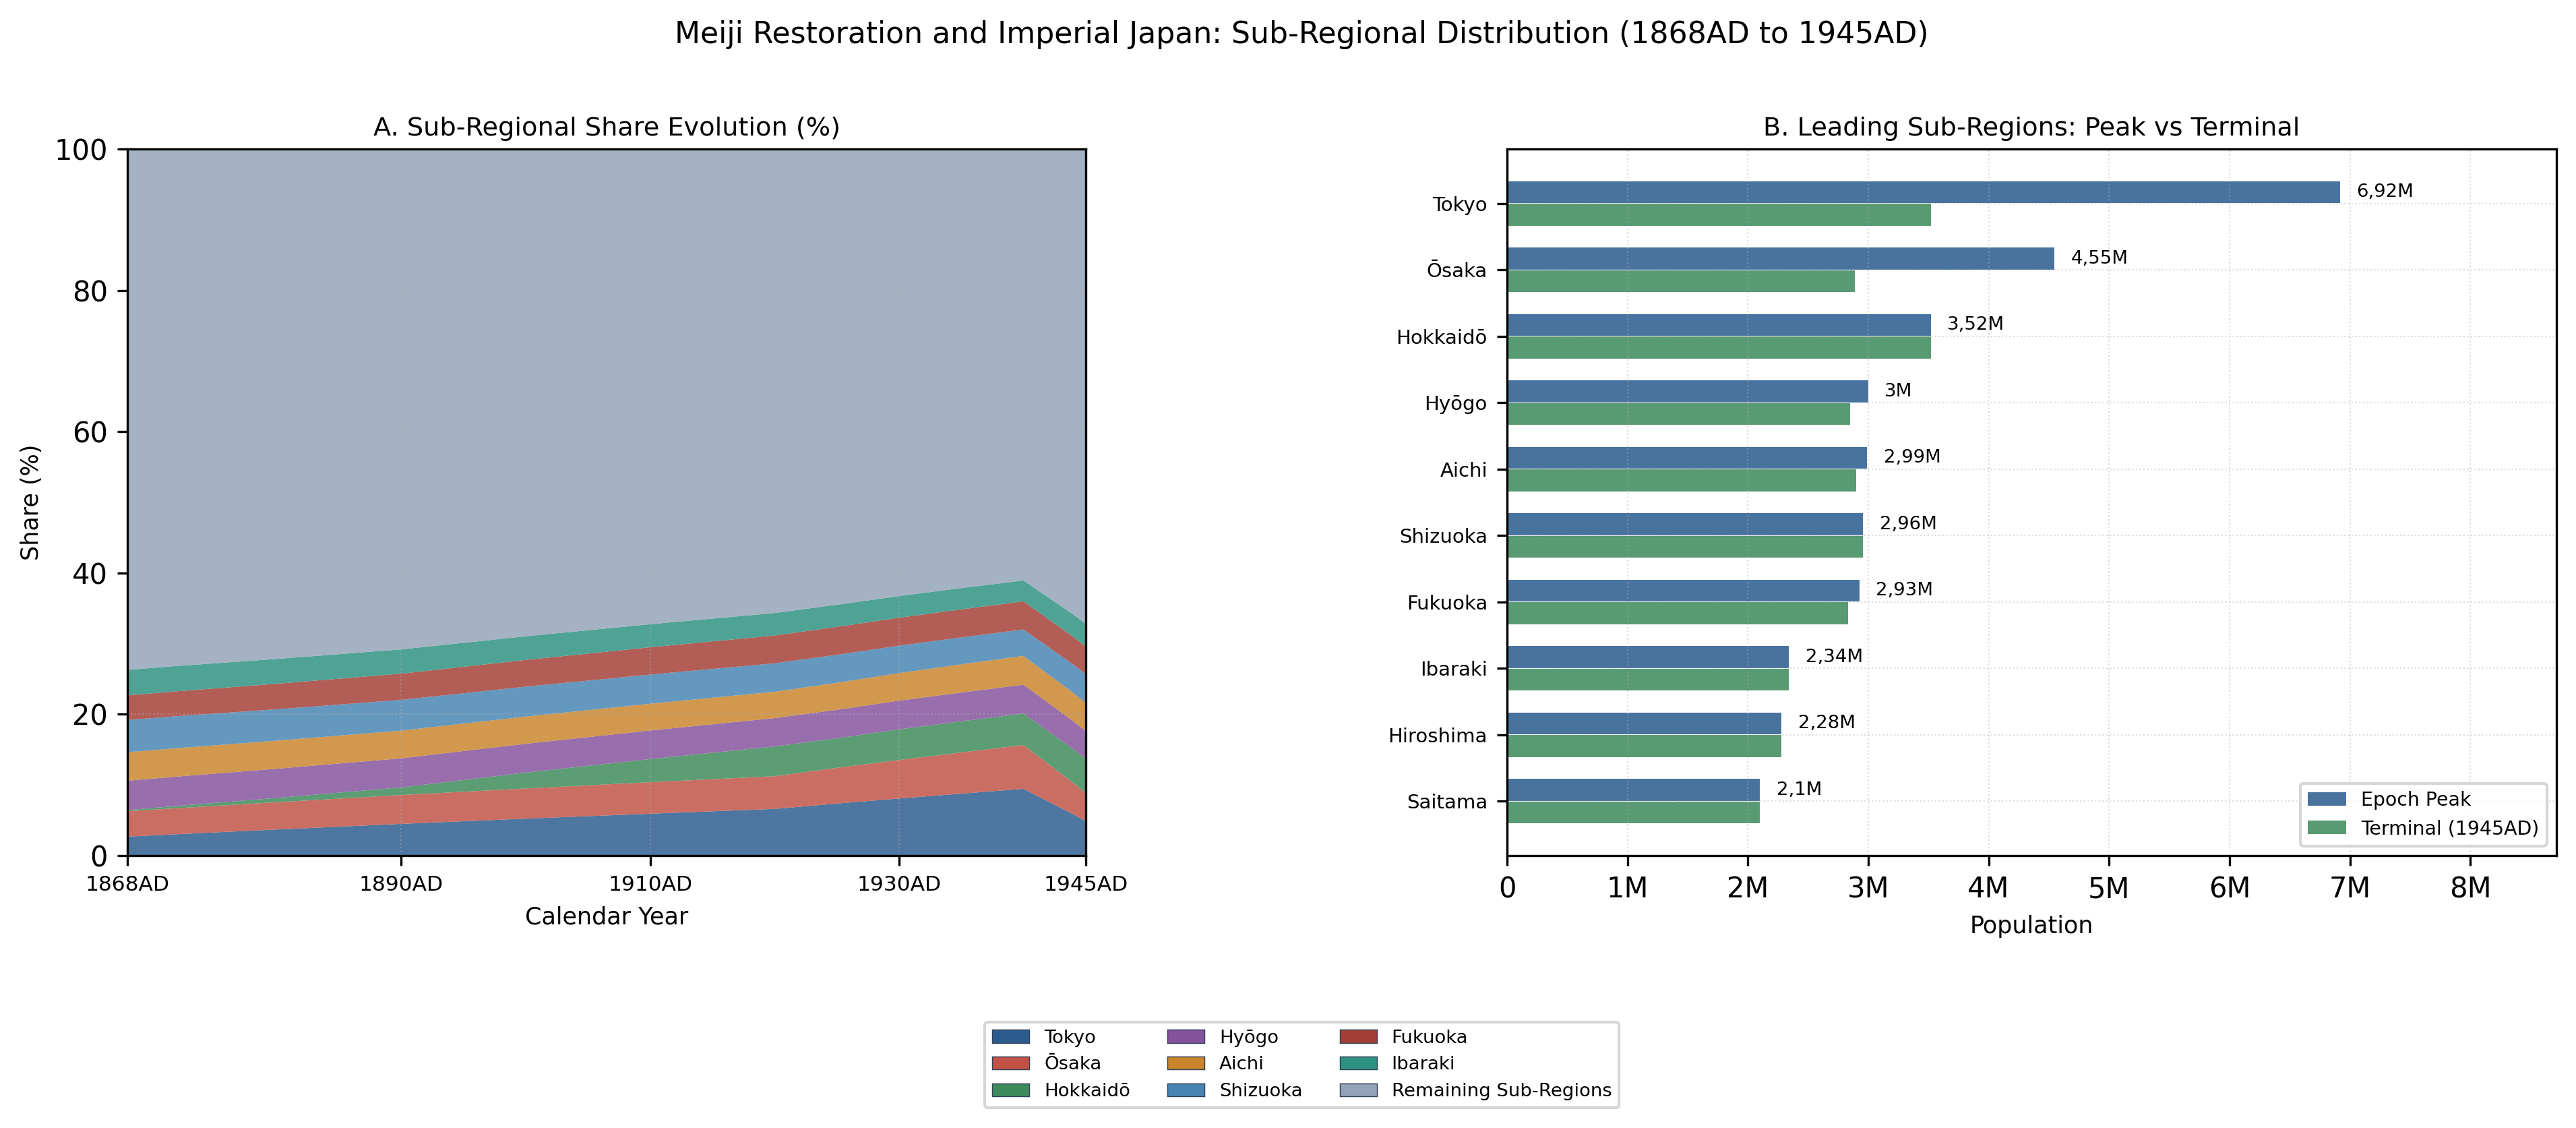 Meiji Restoration and Imperial Japan: Sub-Regional Distribution (1868AD to 1945AD)
A. Sub-Regional Share Evolution (%)
Share (%)
100
80
60
40
20
0
1868AD 1890AD 1910AD 1930AD 1945AD
Calendar Year
B. Leading Sub-Regions: Peak vs Terminal
Tokyo 6,92M
Ōsaka 4,55M
Hokkaidō 3,52M
Hyōgo 3M
Aichi 2,99M
Shizuoka 2,96M
Fukuoka 2,93M
Ibaraki 2,34M
Hiroshima 2,28M
Saitama 2,1M
Epoch Peak
Terminal (1945AD)
0 1M 2M 3M 4M 5M 6M 7M 8M
Population
Tokyo Hyōgo Fukuoka
Ōsaka Aichi Ibaraki
Hokkaidō Shizuoka Remaining Sub-Regions